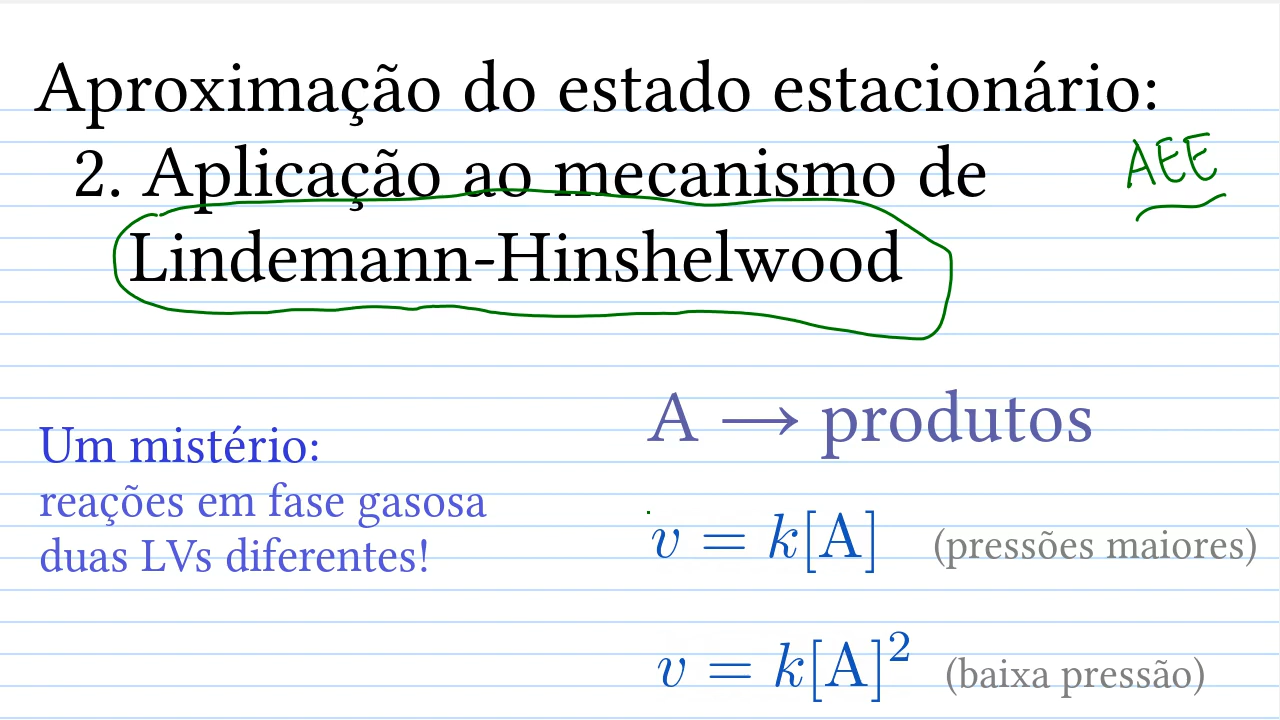 Aproximação do estado estacionário:
2. Aplicação ao mecanismo de
AEE
Lindemann-Hinshelwood
A → produtos
Um mistério:
reações em fase gasosa
duas LVs diferentes!
v = k[A] (pressões maiores)
v = k[A]² (baixa pressão)